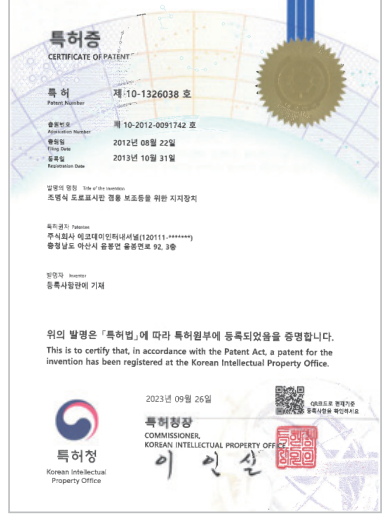 특허증
CERTIFICATE OF PATENT
특 허 제 10-1326038 호
Patent Number
출원번호 제 10-2012-0091742 호
Application Number
출원일 2012년 08월 22일
Filing Date
등록일 2013년 10월 31일
Registration Date
발명의 명칭 Title of the Invention
조명식 도로표시판 겸용 보조등을 위한 지지장치
특허권자 Patentee
주식회사 에코데이인터내셔널(120111-*******)
충청남도 아산시 음봉면 음봉면로 92, 3층
발명자 Inventor
등록사항란에 기재
위의 발명은 「특허법」에 따라 특허원부에 등록되었음을 증명합니다.
This is to certify that, in accordance with the Patent Act, a patent for the
invention has been registered at the Korean Intellectual Property Office.
2023년 09월 26일
QR코드로 현재기준
등록사항을 확인하세요
특허청장
COMMISSIONER,
KOREAN INTELLECTUAL PROPERTY OFFICE
이 인 실
특허청
Korean Intellectual
Property Office